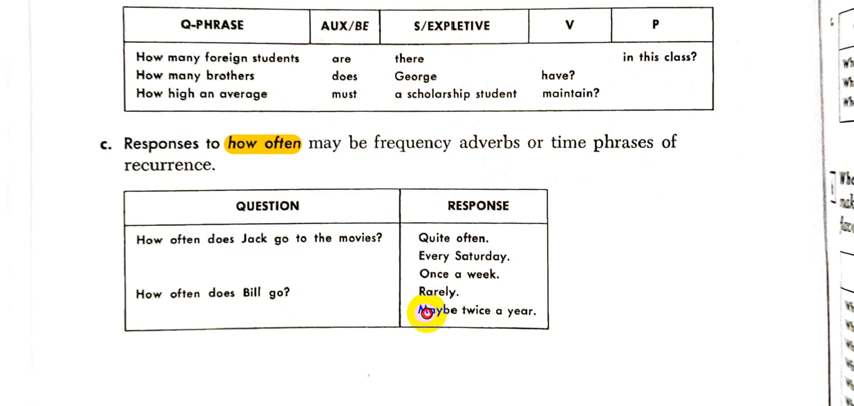 Q-PHRASE AUX/BE S/EXPLETIVE V P
How many foreign students are there in this class?
How many brothers does George have?
How high an average must a scholarship student maintain?
c. Responses to how often may be frequency adverbs or time phrases of
recurrence.
QUESTION RESPONSE
How often does Jack go to the movies? Quite often.
Every Saturday.
Once a week.
How often does Bill go? Rarely.
Maybe twice a year.